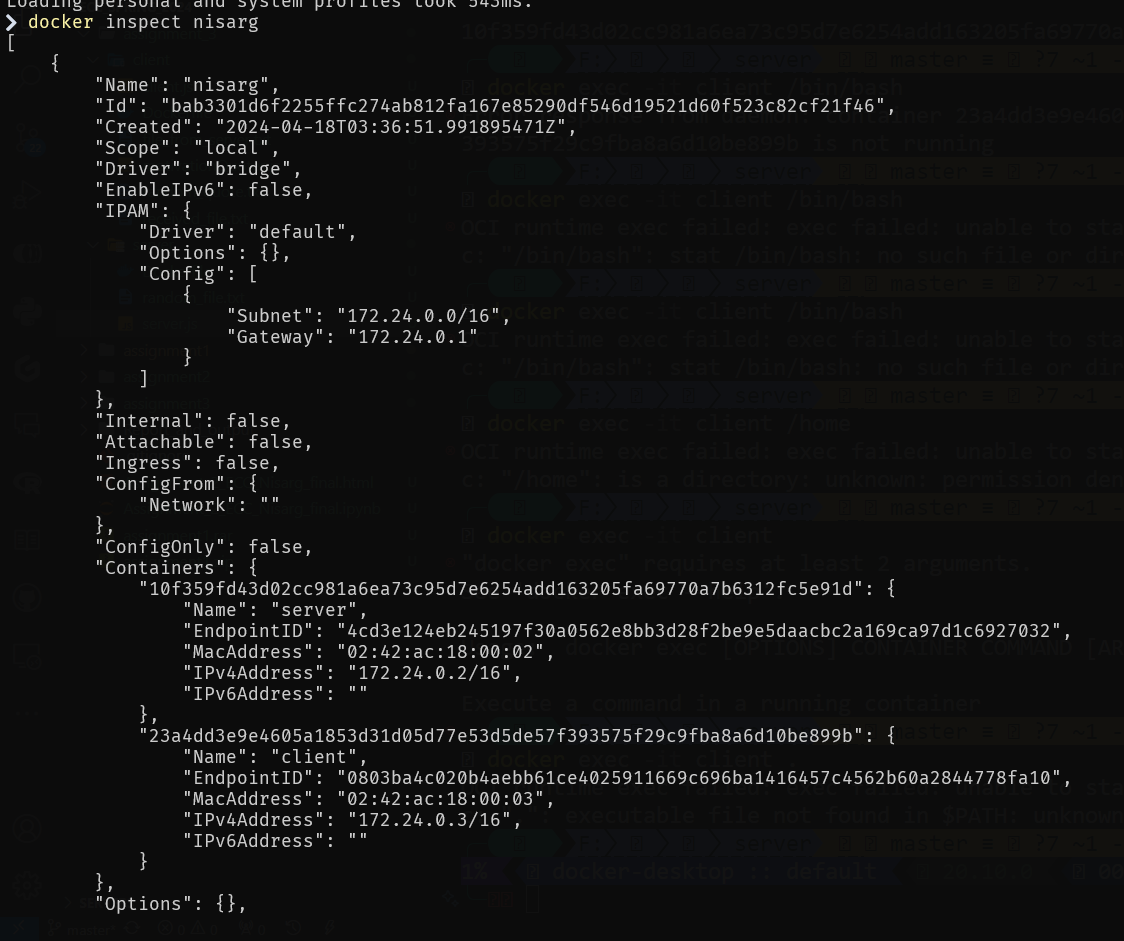 Loading personal and system profiles took 543ms.
❯ docker inspect nisarg
[
    {
        "Name": "nisarg",
        "Id": "bab3301d6f2255ffc274ab812fa167e85290df546d19521d60f523c82cf21f46",
        "Created": "2024-04-18T03:36:51.991895471Z",
        "Scope": "local",
        "Driver": "bridge",
        "EnableIPv6": false,
        "IPAM": {
            "Driver": "default",
            "Options": {},
            "Config": [
                {
                    "Subnet": "172.24.0.0/16",
                    "Gateway": "172.24.0.1"
                }
            ]
        },
        "Internal": false,
        "Attachable": false,
        "Ingress": false,
        "ConfigFrom": {
            "Network": ""
        },
        "ConfigOnly": false,
        "Containers": {
            "10f359fd43d02cc981a6ea73c95d7e6254add163205fa69770a7b6312fc5e91d": {
                "Name": "server",
                "EndpointID": "4cd3e124eb245197f30a0562e8bb3d28f2be9e5daacbc2a169ca97d1c6927032",
                "MacAddress": "02:42:ac:18:00:02",
                "IPv4Address": "172.24.0.2/16",
                "IPv6Address": ""
            },
            "23a4dd3e9e4605a1853d31d05d77e53d5de57f393575f29c9fba8a6d10be899b": {
                "Name": "client",
                "EndpointID": "0803ba4c020b4aebb61ce4025911669c696ba1416457c4562b60a2844778fa10",
                "MacAddress": "02:42:ac:18:00:03",
                "IPv4Address": "172.24.0.3/16",
                "IPv6Address": ""
            }
        },
        "Options": {},